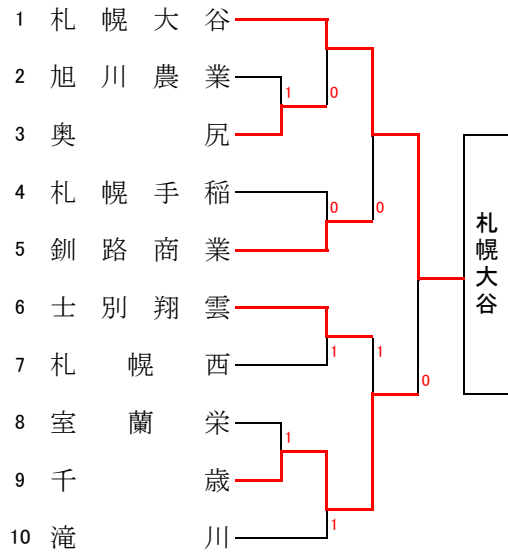 1 札幌大谷
2 旭川農業
1 0
3 奥尻
4 札幌手稲
0 0
5 釧路商業
札幌大谷
6 士別翔雲
7 札幌西
1 1
0
8 室蘭栄
1
9 千歳
1
10 滝川